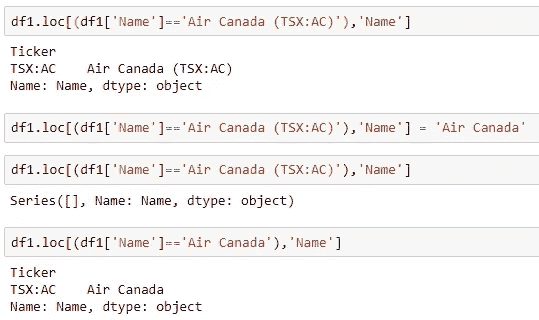 df1.loc[(df1['Name']=='Air Canada (TSX:AC)'),'Name']
Ticker
TSX:AC    Air Canada (TSX:AC)
Name: Name, dtype: object
df1.loc[(df1['Name']=='Air Canada (TSX:AC)'),'Name'] = 'Air Canada'
df1.loc[(df1['Name']=='Air Canada (TSX:AC)'),'Name']
Series([], Name: Name, dtype: object)
df1.loc[(df1['Name']=='Air Canada'),'Name']
Ticker
TSX:AC    Air Canada
Name: Name, dtype: object